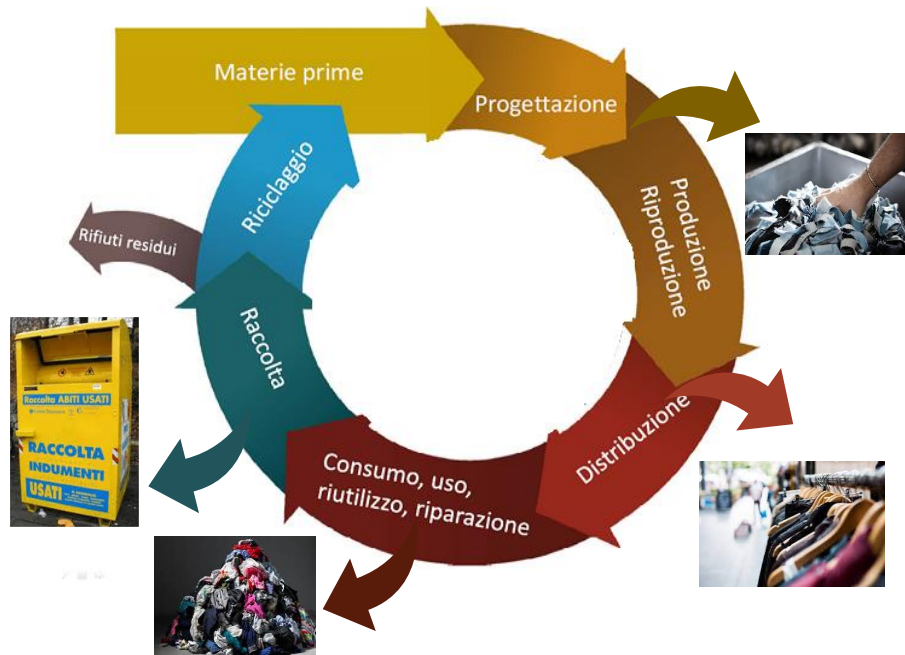 Materie prime
Progettazione
Produzione
Riproduzione
Distribuzione
Consumo, uso,
riutilizzo, riparazione
Raccolta
Riciclaggio
Rifiuti residui
Raccolta ABITI USATI
RACCOLTA
INDUMENTI
USATI